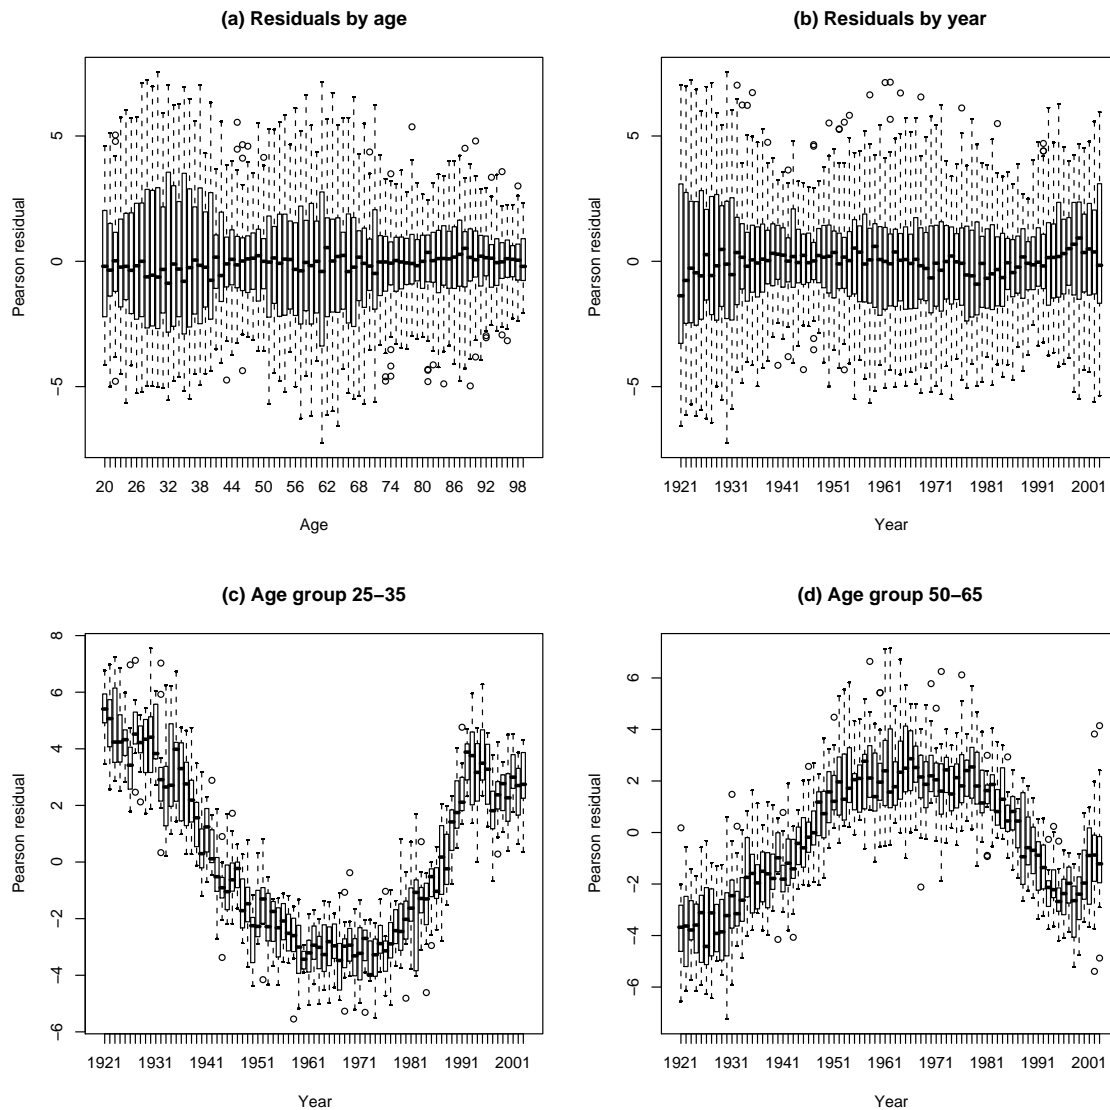 (a) Residuals by age
Pearson residual
5
0
−5
20 26 32 38 44 50 56 62 68 74 80 86 92 98
Age
(b) Residuals by year
Pearson residual
5
0
−5
1921 1931 1941 1951 1961 1971 1981 1991 2001
Year
(c) Age group 25−35
Pearson residual
8
6
4
2
0
−2
−4
−6
1921 1931 1941 1951 1961 1971 1981 1991 2001
Year
(d) Age group 50−65
Pearson residual
6
4
2
0
−2
−4
−6
1921 1931 1941 1951 1961 1971 1981 1991 2001
Year